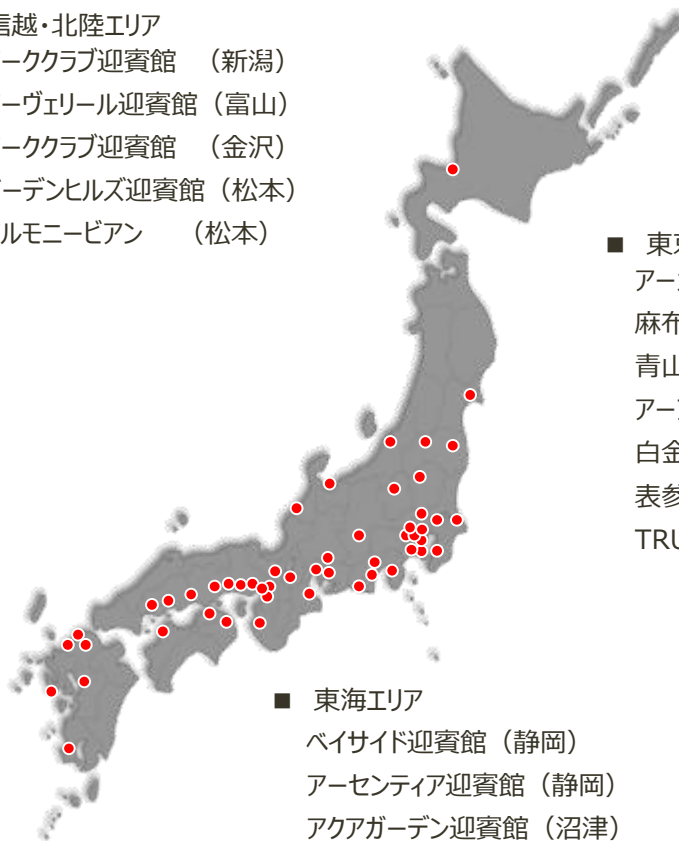 信越・北陸エリア
ーククラブ迎賓館 （新潟）
ーヴェリール迎賓館（富山）
ーククラブ迎賓館 （金沢）
ーデンヒルズ迎賓館（松本）
ルモニービアン （松本）
■ 東京
アー
麻布
青山
アー
白金
表参
TRU
■ 東海エリア
ベイサイド迎賓館（静岡）
アーセンティア迎賓館（静岡）
アクアガーデン迎賓館（沼津）